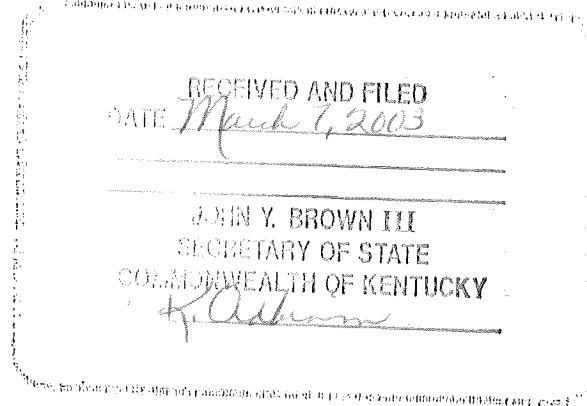 RECEIVED AND FILED
DATE March 7, 2003
JOHN Y. BROWN III
SECRETARY OF STATE
COMMONWEALTH OF KENTUCKY
K.